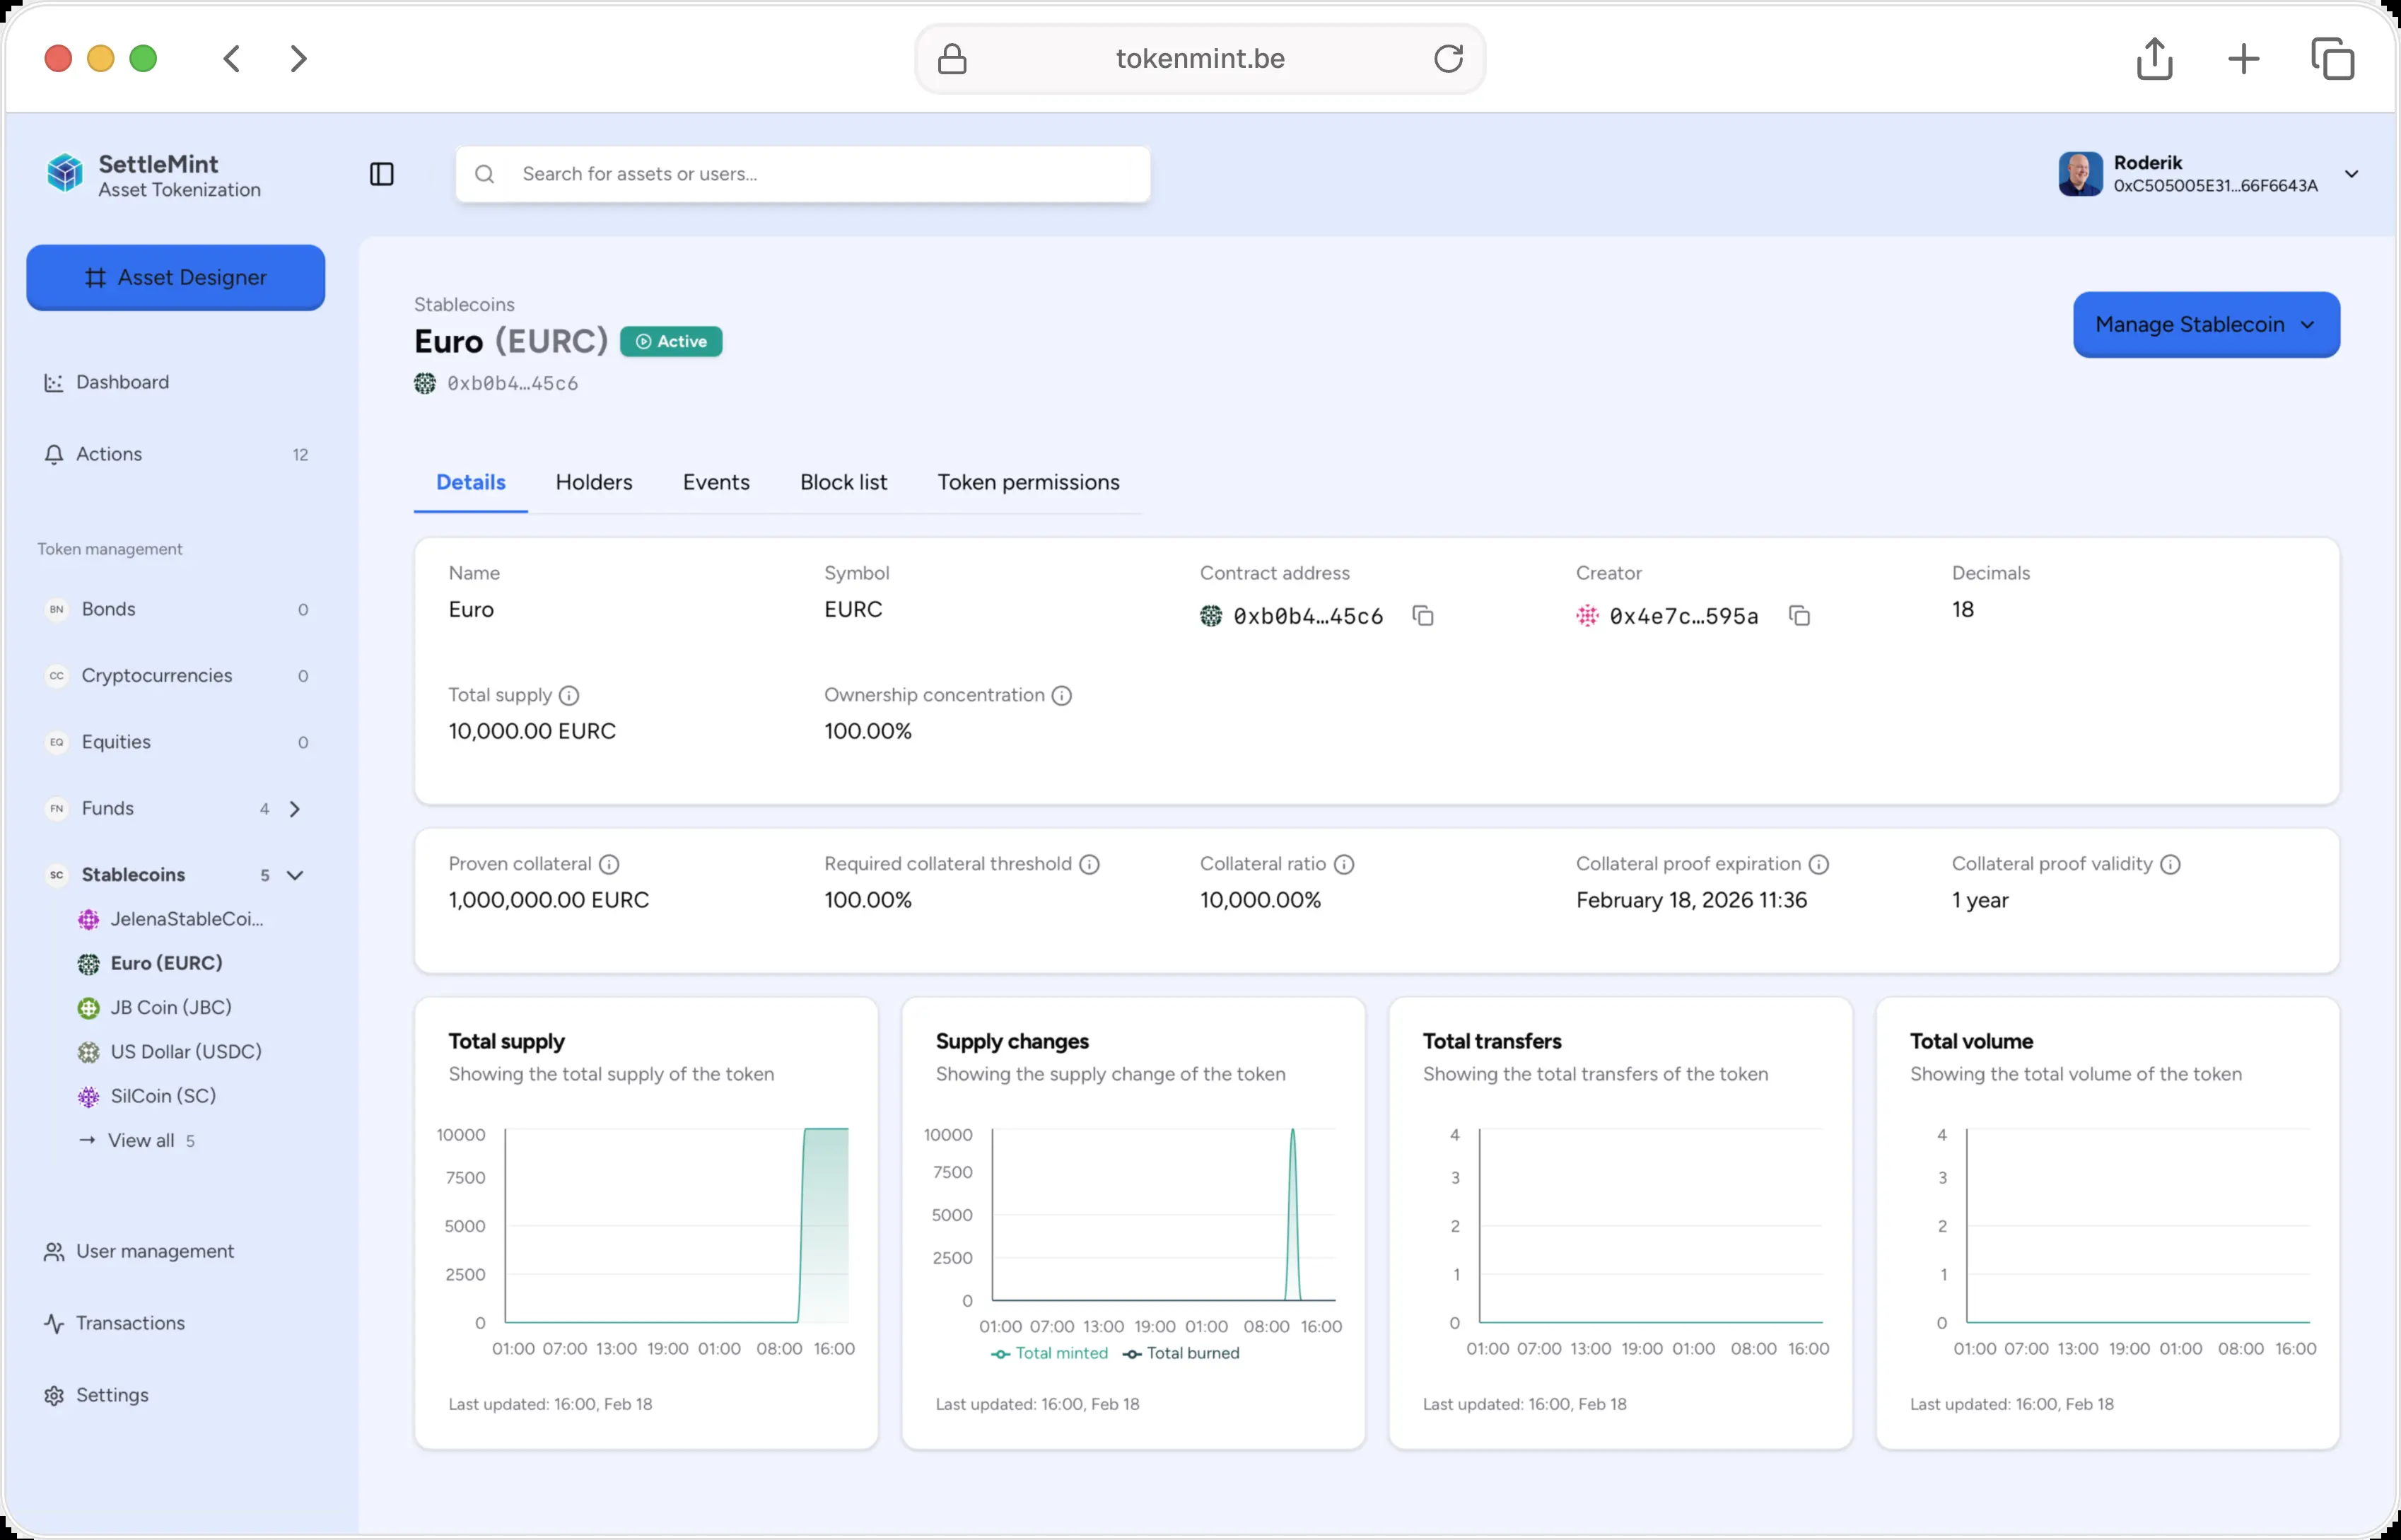 tokenmint.be
SettleMint
Asset Tokenization
Search for assets or users...
Roderik
0xC505005E31...66F6643A
Asset Designer
Dashboard
Actions 12
Token management
BN Bonds 0
CC Cryptocurrencies 0
EQ Equities 0
FN Funds 4
SC Stablecoins 5
JelenaStableCoi...
Euro (EURC)
JB Coin (JBC)
US Dollar (USDC)
SilCoin (SC)
View all 5
User management
Transactions
Settings
Stablecoins
Euro (EURC) Active
0xb0b4…45c6
Manage Stablecoin
Details Holders Events Block list Token permissions
Name Symbol Contract address Creator Decimals
Euro EURC 0xb0b4…45c6 0x4e7c…595a 18
Total supply Ownership concentration
10,000.00 EURC 100.00%
Proven collateral Required collateral threshold Collateral ratio Collateral proof expiration Collateral proof validity
1,000,000.00 EURC 100.00% 10,000.00% February 18, 2026 11:36 1 year
Total supply
Showing the total supply of the token
10000
7500
5000
2500
0
01:00 07:00 13:00 19:00 01:00 08:00 16:00
Last updated: 16:00, Feb 18
Supply changes
Showing the supply change of the token
10000
7500
5000
2500
0
01:00 07:00 13:00 19:00 01:00 08:00 16:00
Total minted Total burned
Last updated: 16:00, Feb 18
Total transfers
Showing the total transfers of the token
4
3
2
1
0
01:00 07:00 13:00 19:00 01:00 08:00 16:00
Last updated: 16:00, Feb 18
Total volume
Showing the total volume of the token
4
3
2
1
0
01:00 07:00 13:00 19:00 01:00 08:00 16:00
Last updated: 16:00, Feb 18